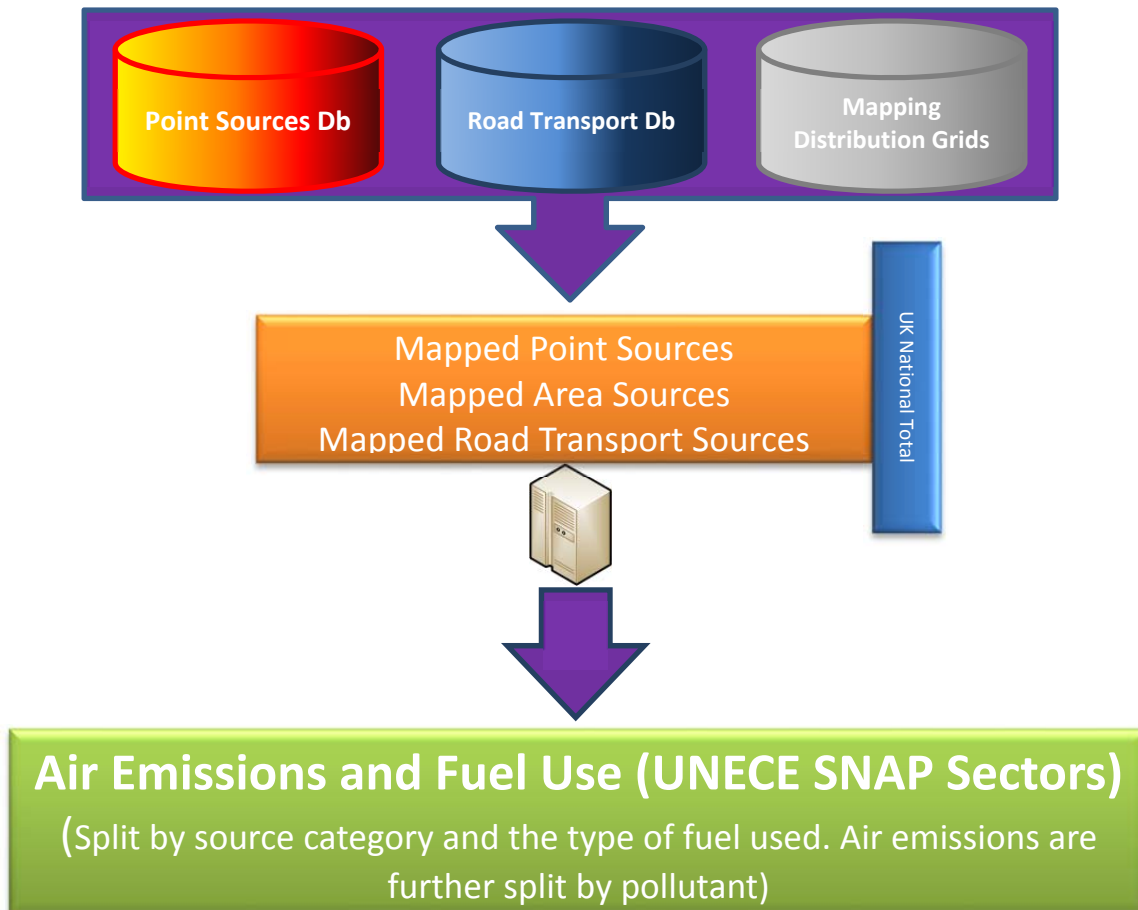 Point Sources Db
Road Transport Db
Mapping
Distribution Grids
Mapped Point Sources
Mapped Area Sources
Mapped Road Transport Sources
UK National Total
Air Emissions and Fuel Use (UNECE SNAP Sectors)
(Split by source category and the type of fuel used. Air emissions are
further split by pollutant)